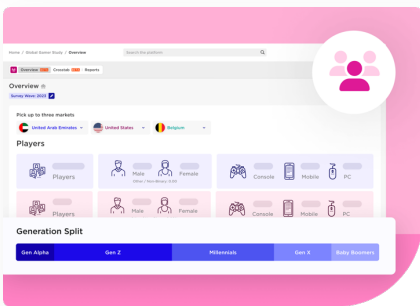 Home / Global Gamer Study / Overview
Search the platform
Overview
Crosstab
Reports
Overview
Survey Wave: 2023
Pick up to three markets
United Arab Emirates
United States
Belgium
Players
Players
Male
Female
Console
Mobile
PC
Players
Male
Female
Console
Mobile
PC
Generation Split
Gen Alpha
Gen Z
Millennials
Gen X
Baby Boomers